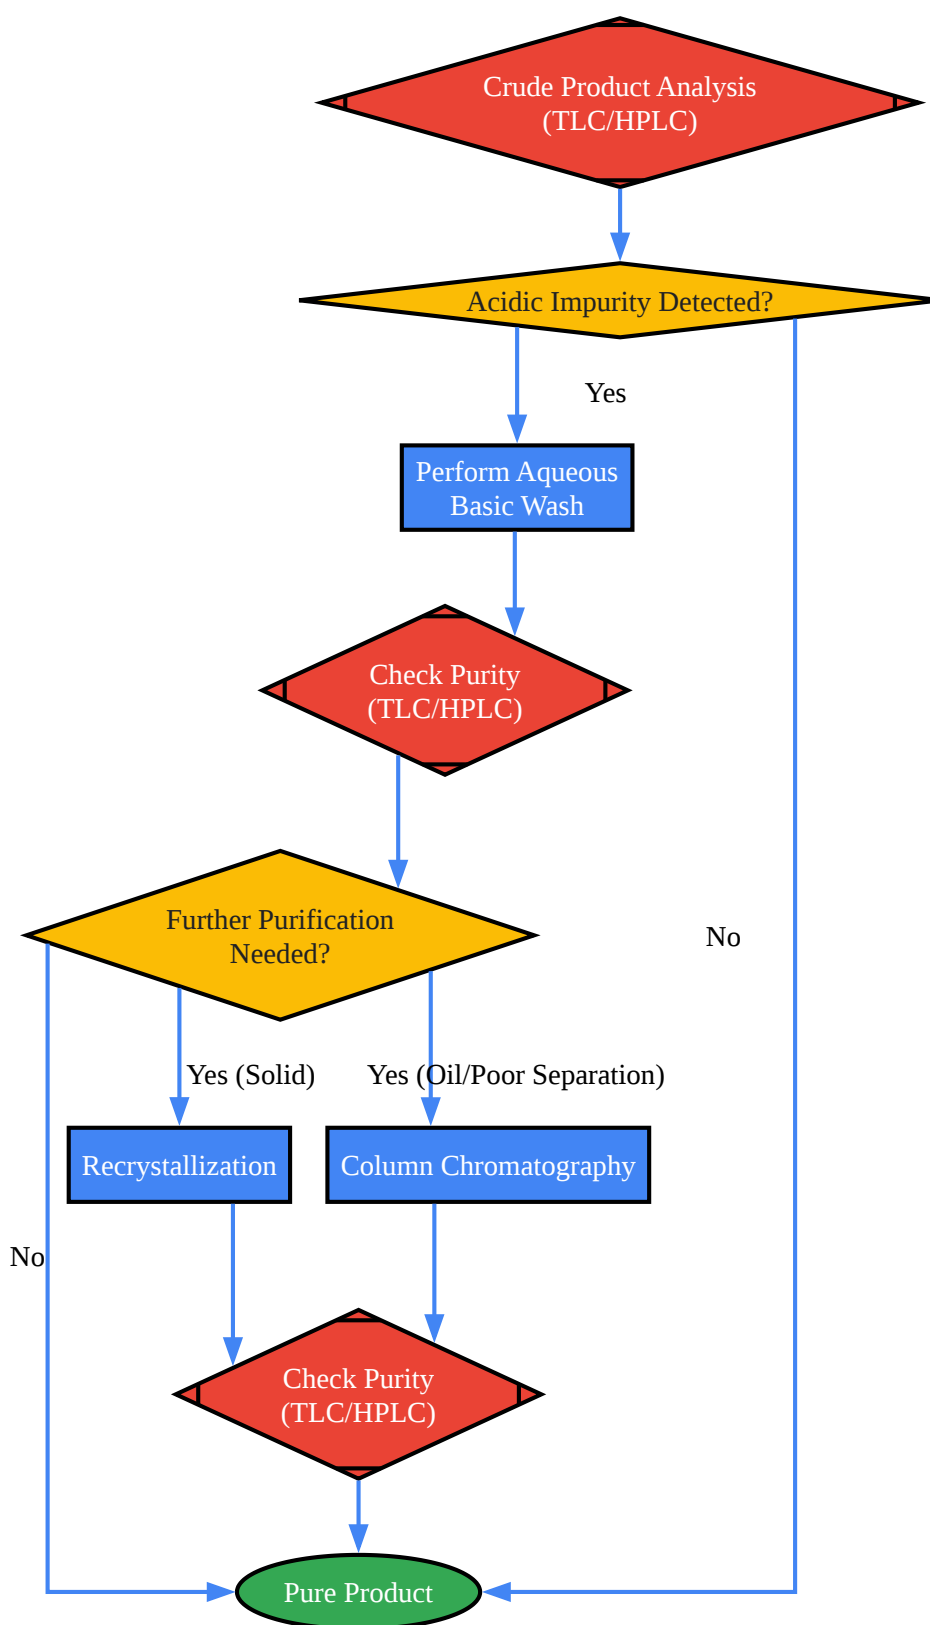 Crude Product Analysis
(TLC/HPLC)
Acidic Impurity Detected?
Yes
Perform Aqueous
Basic Wash
Check Purity
(TLC/HPLC)
Further Purification
Needed?
No
Yes (Solid)
Yes (Oil/Poor Separation)
Recrystallization
Column Chromatography
No
Check Purity
(TLC/HPLC)
Pure Product